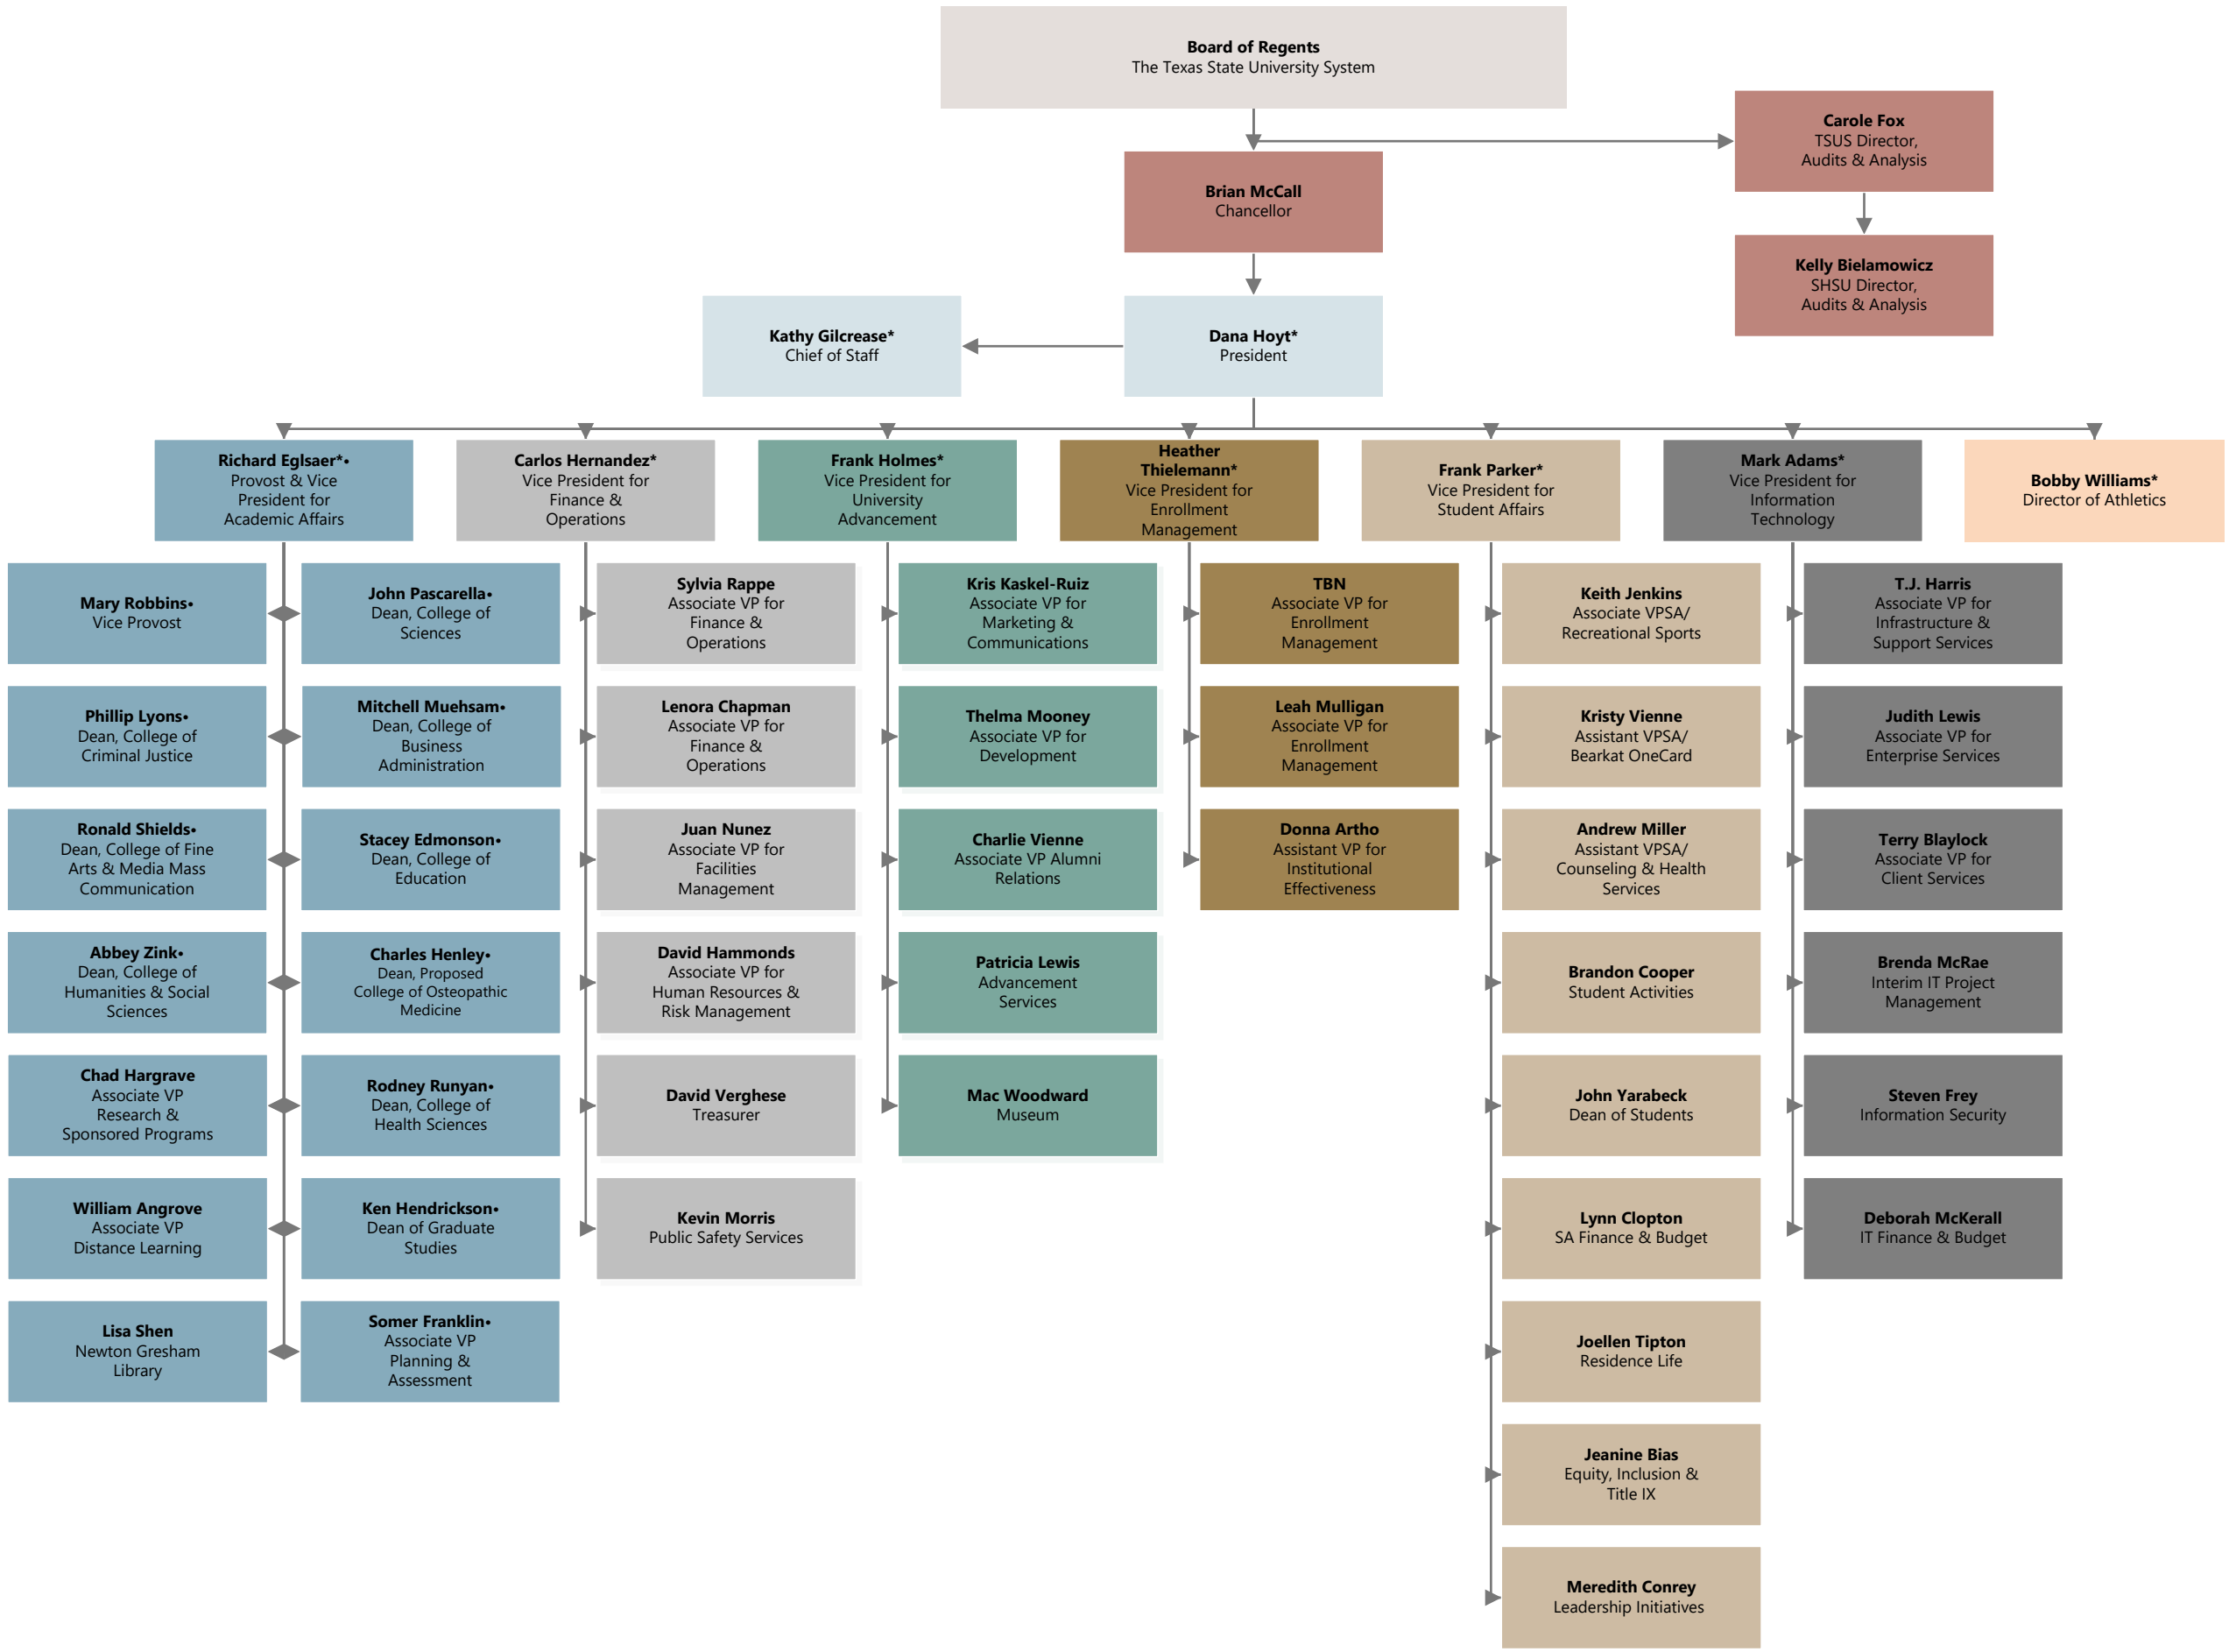 Board of Regents
The Texas State University System
Carole Fox
TSUS Director,
Audits & Analysis
Brian McCall
Chancellor
Kelly Bielamowicz
SHSU Director,
Audits & Analysis
Kathy Gilcrease*
Chief of Staff
Dana Hoyt*
President
Richard Eglsaer*•
Provost & Vice
President for
Academic Affairs
Carlos Hernandez*
Vice President for
Finance &
Operations
Frank Holmes*
Vice President for
University
Advancement
Heather
Thielemann*
Vice President for
Enrollment
Management
Frank Parker*
Vice President for
Student Affairs
Mark Adams*
Vice President for
Information
Technology
Bobby Williams*
Director of Athletics
Mary Robbins•
Vice Provost
John Pascarella•
Dean, College of
Sciences
Sylvia Rappe
Associate VP for
Finance &
Operations
Kris Kaskel-Ruiz
Associate VP for
Marketing &
Communications
TBN
Associate VP for
Enrollment
Management
Keith Jenkins
Associate VPSA/
Recreational Sports
T.J. Harris
Associate VP for
Infrastructure &
Support Services
Phillip Lyons•
Dean, College of
Criminal Justice
Mitchell Muehsam•
Dean, College of
Business
Administration
Lenora Chapman
Associate VP for
Finance &
Operations
Thelma Mooney
Associate VP for
Development
Leah Mulligan
Associate VP for
Enrollment
Management
Kristy Vienne
Assistant VPSA/
Bearkat OneCard
Judith Lewis
Associate VP for
Enterprise Services
Ronald Shields•
Dean, College of Fine
Arts & Media Mass
Communication
Stacey Edmonson•
Dean, College of
Education
Juan Nunez
Associate VP for
Facilities
Management
Charlie Vienne
Associate VP Alumni
Relations
Donna Artho
Assistant VP for
Institutional
Effectiveness
Andrew Miller
Assistant VPSA/
Counseling & Health
Services
Terry Blaylock
Associate VP for
Client Services
Abbey Zink•
Dean, College of
Humanities & Social
Sciences
Charles Henley•
Dean, Proposed
College of Osteopathic
Medicine
David Hammonds
Associate VP for
Human Resources &
Risk Management
Patricia Lewis
Advancement
Services
Brandon Cooper
Student Activities
Brenda McRae
Interim IT Project
Management
Chad Hargrave
Associate VP
Research &
Sponsored Programs
Rodney Runyan•
Dean, College of
Health Sciences
David Verghese
Treasurer
Mac Woodward
Museum
John Yarabeck
Dean of Students
Steven Frey
Information Security
William Angrove
Associate VP
Distance Learning
Ken Hendrickson•
Dean of Graduate
Studies
Kevin Morris
Public Safety Services
Lynn Clopton
SA Finance & Budget
Deborah McKerall
IT Finance & Budget
Lisa Shen
Newton Gresham
Library
Somer Franklin•
Associate VP
Planning &
Assessment
Joellen Tipton
Residence Life
Jeanine Bias
Equity, Inclusion &
Title IX
Meredith Conrey
Leadership Initiatives